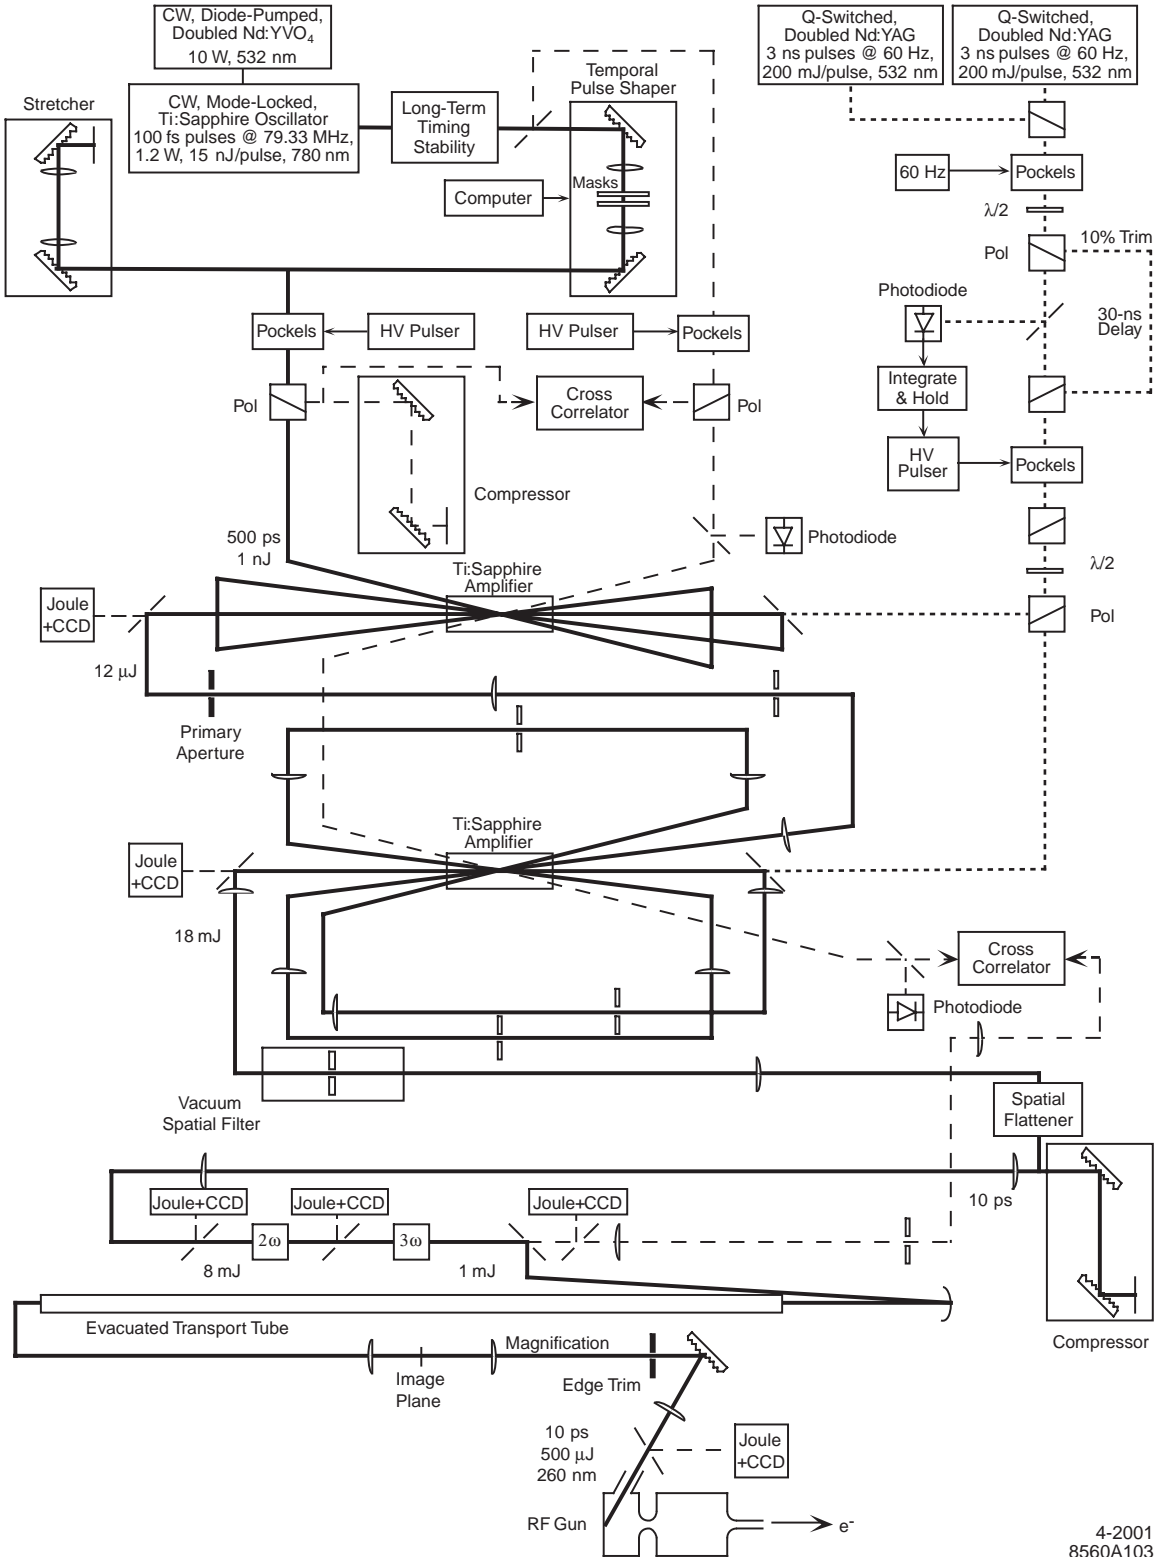 CW, Diode-Pumped,
Doubled Nd:YVO4
10 W, 532 nm
Q-Switched,
Doubled Nd:YAG
3 ns pulses @ 60 Hz,
200 mJ/pulse, 532 nm
Q-Switched,
Doubled Nd:YAG
3 ns pulses @ 60 Hz,
200 mJ/pulse, 532 nm
Stretcher
CW, Mode-Locked,
Ti:Sapphire Oscillator
100 fs pulses @ 79.33 MHz,
1.2 W, 15 nJ/pulse, 780 nm
Long-Term
Timing
Stability
Temporal
Pulse Shaper
Computer
Masks
60 Hz
Pockels
λ/2
Pol
10% Trim
Photodiode
30-ns
Delay
Pockels
HV Pulser
HV Pulser
Pockels
Integrate
& Hold
Pol
Cross
Correlator
Pol
HV
Pulser
Pockels
Compressor
500 ps
1 nJ
Photodiode
Ti:Sapphire
Amplifier
λ/2
Joule
+CCD
Pol
12 µJ
Primary
Aperture
Ti:Sapphire
Amplifier
Joule
+CCD
18 mJ
Cross
Correlator
Photodiode
Vacuum
Spatial Filter
Spatial
Flattener
10 ps
Joule+CCD
Joule+CCD
Joule+CCD
2ω
3ω
8 mJ
1 mJ
Evacuated Transport Tube
Compressor
Magnification
Image
Plane
Edge Trim
10 ps
500 µJ
260 nm
Joule
+CCD
RF Gun
e-
4-2001
8560A103